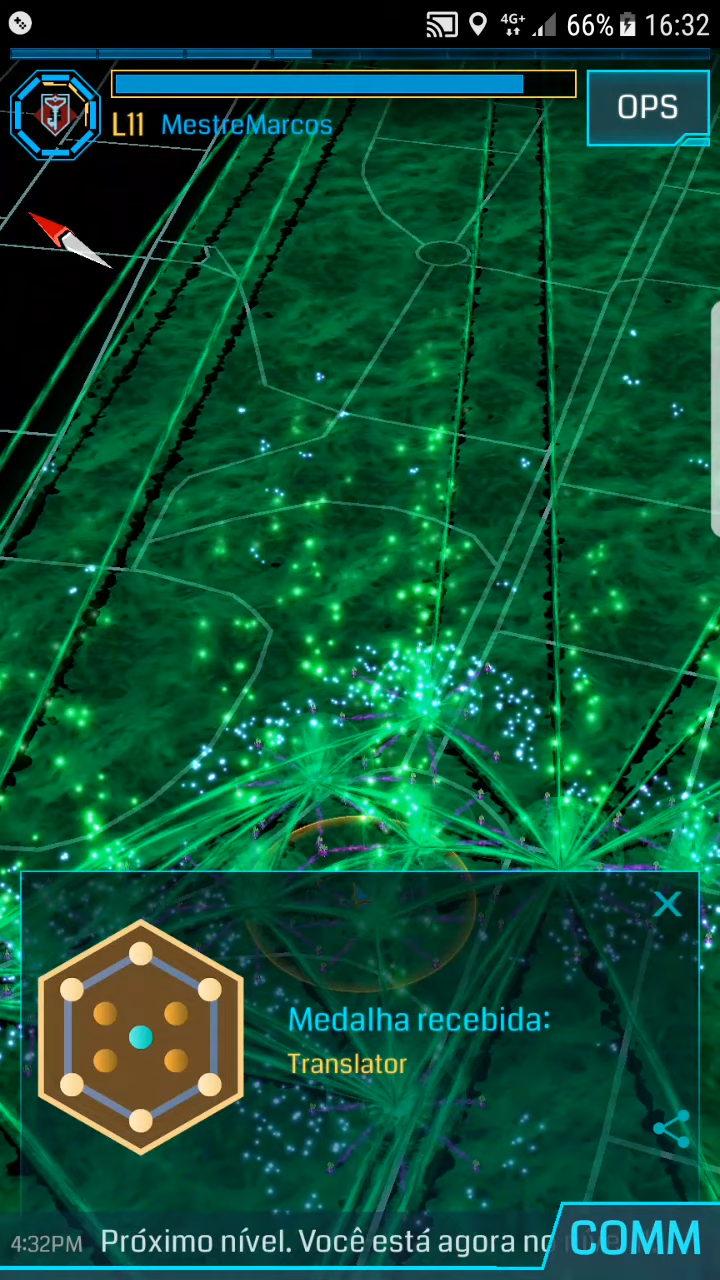 4G+ 66% 16:32
OPS
L11 MestreMarcos
Medalha recebida:
Translator
4:32PM Próximo nível. Você está agora no
COMM